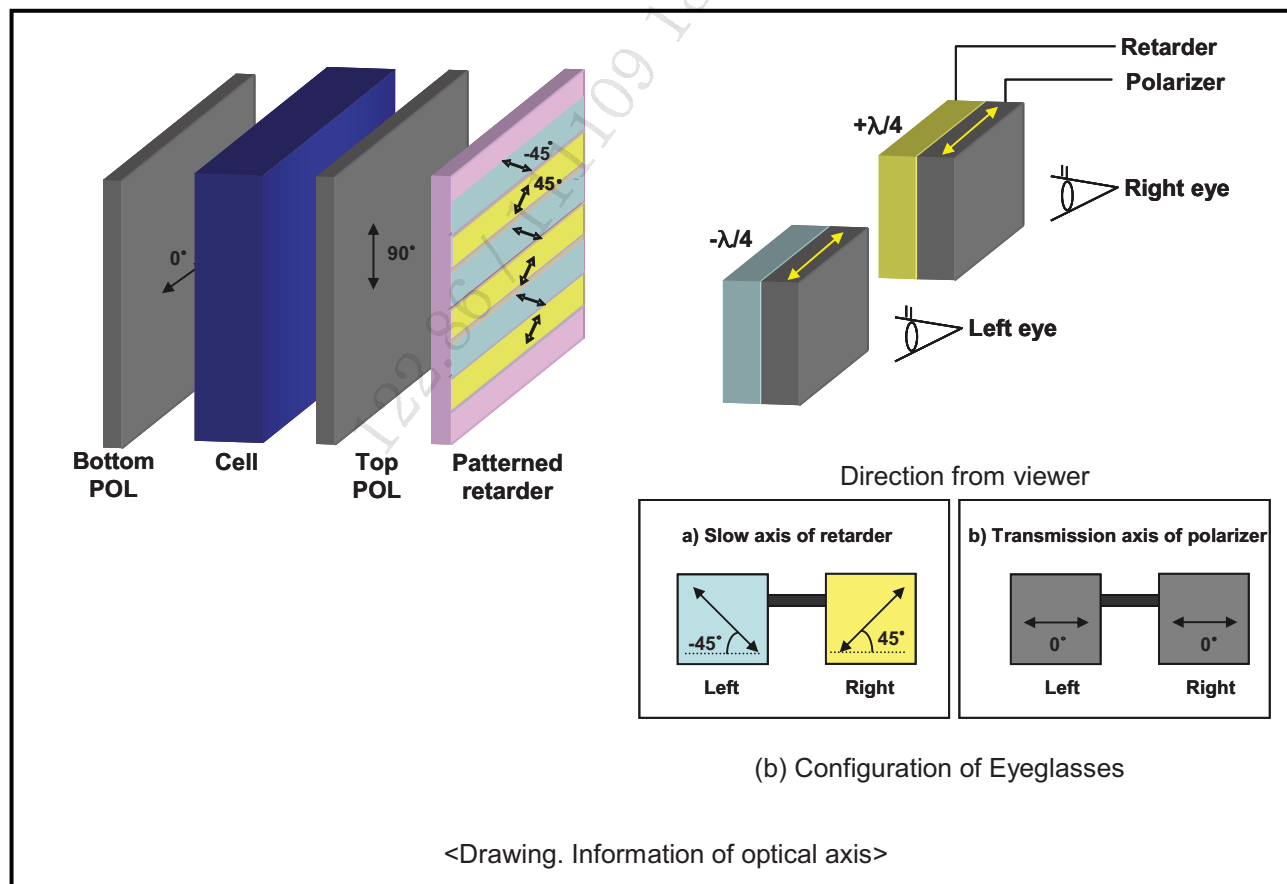 Retarder
Polarizer
+λ/4
Right eye
-λ/4
Left eye
0°
90°
-45°
45°
Bottom
POL
Cell
Top
POL
Patterned
retarder
Direction from viewer
a) Slow axis of retarder
-45°
45°
Left
Right
b) Transmission axis of polarizer
0°
0°
Left
Right
(b) Configuration of Eyeglasses
<Drawing. Information of optical axis>